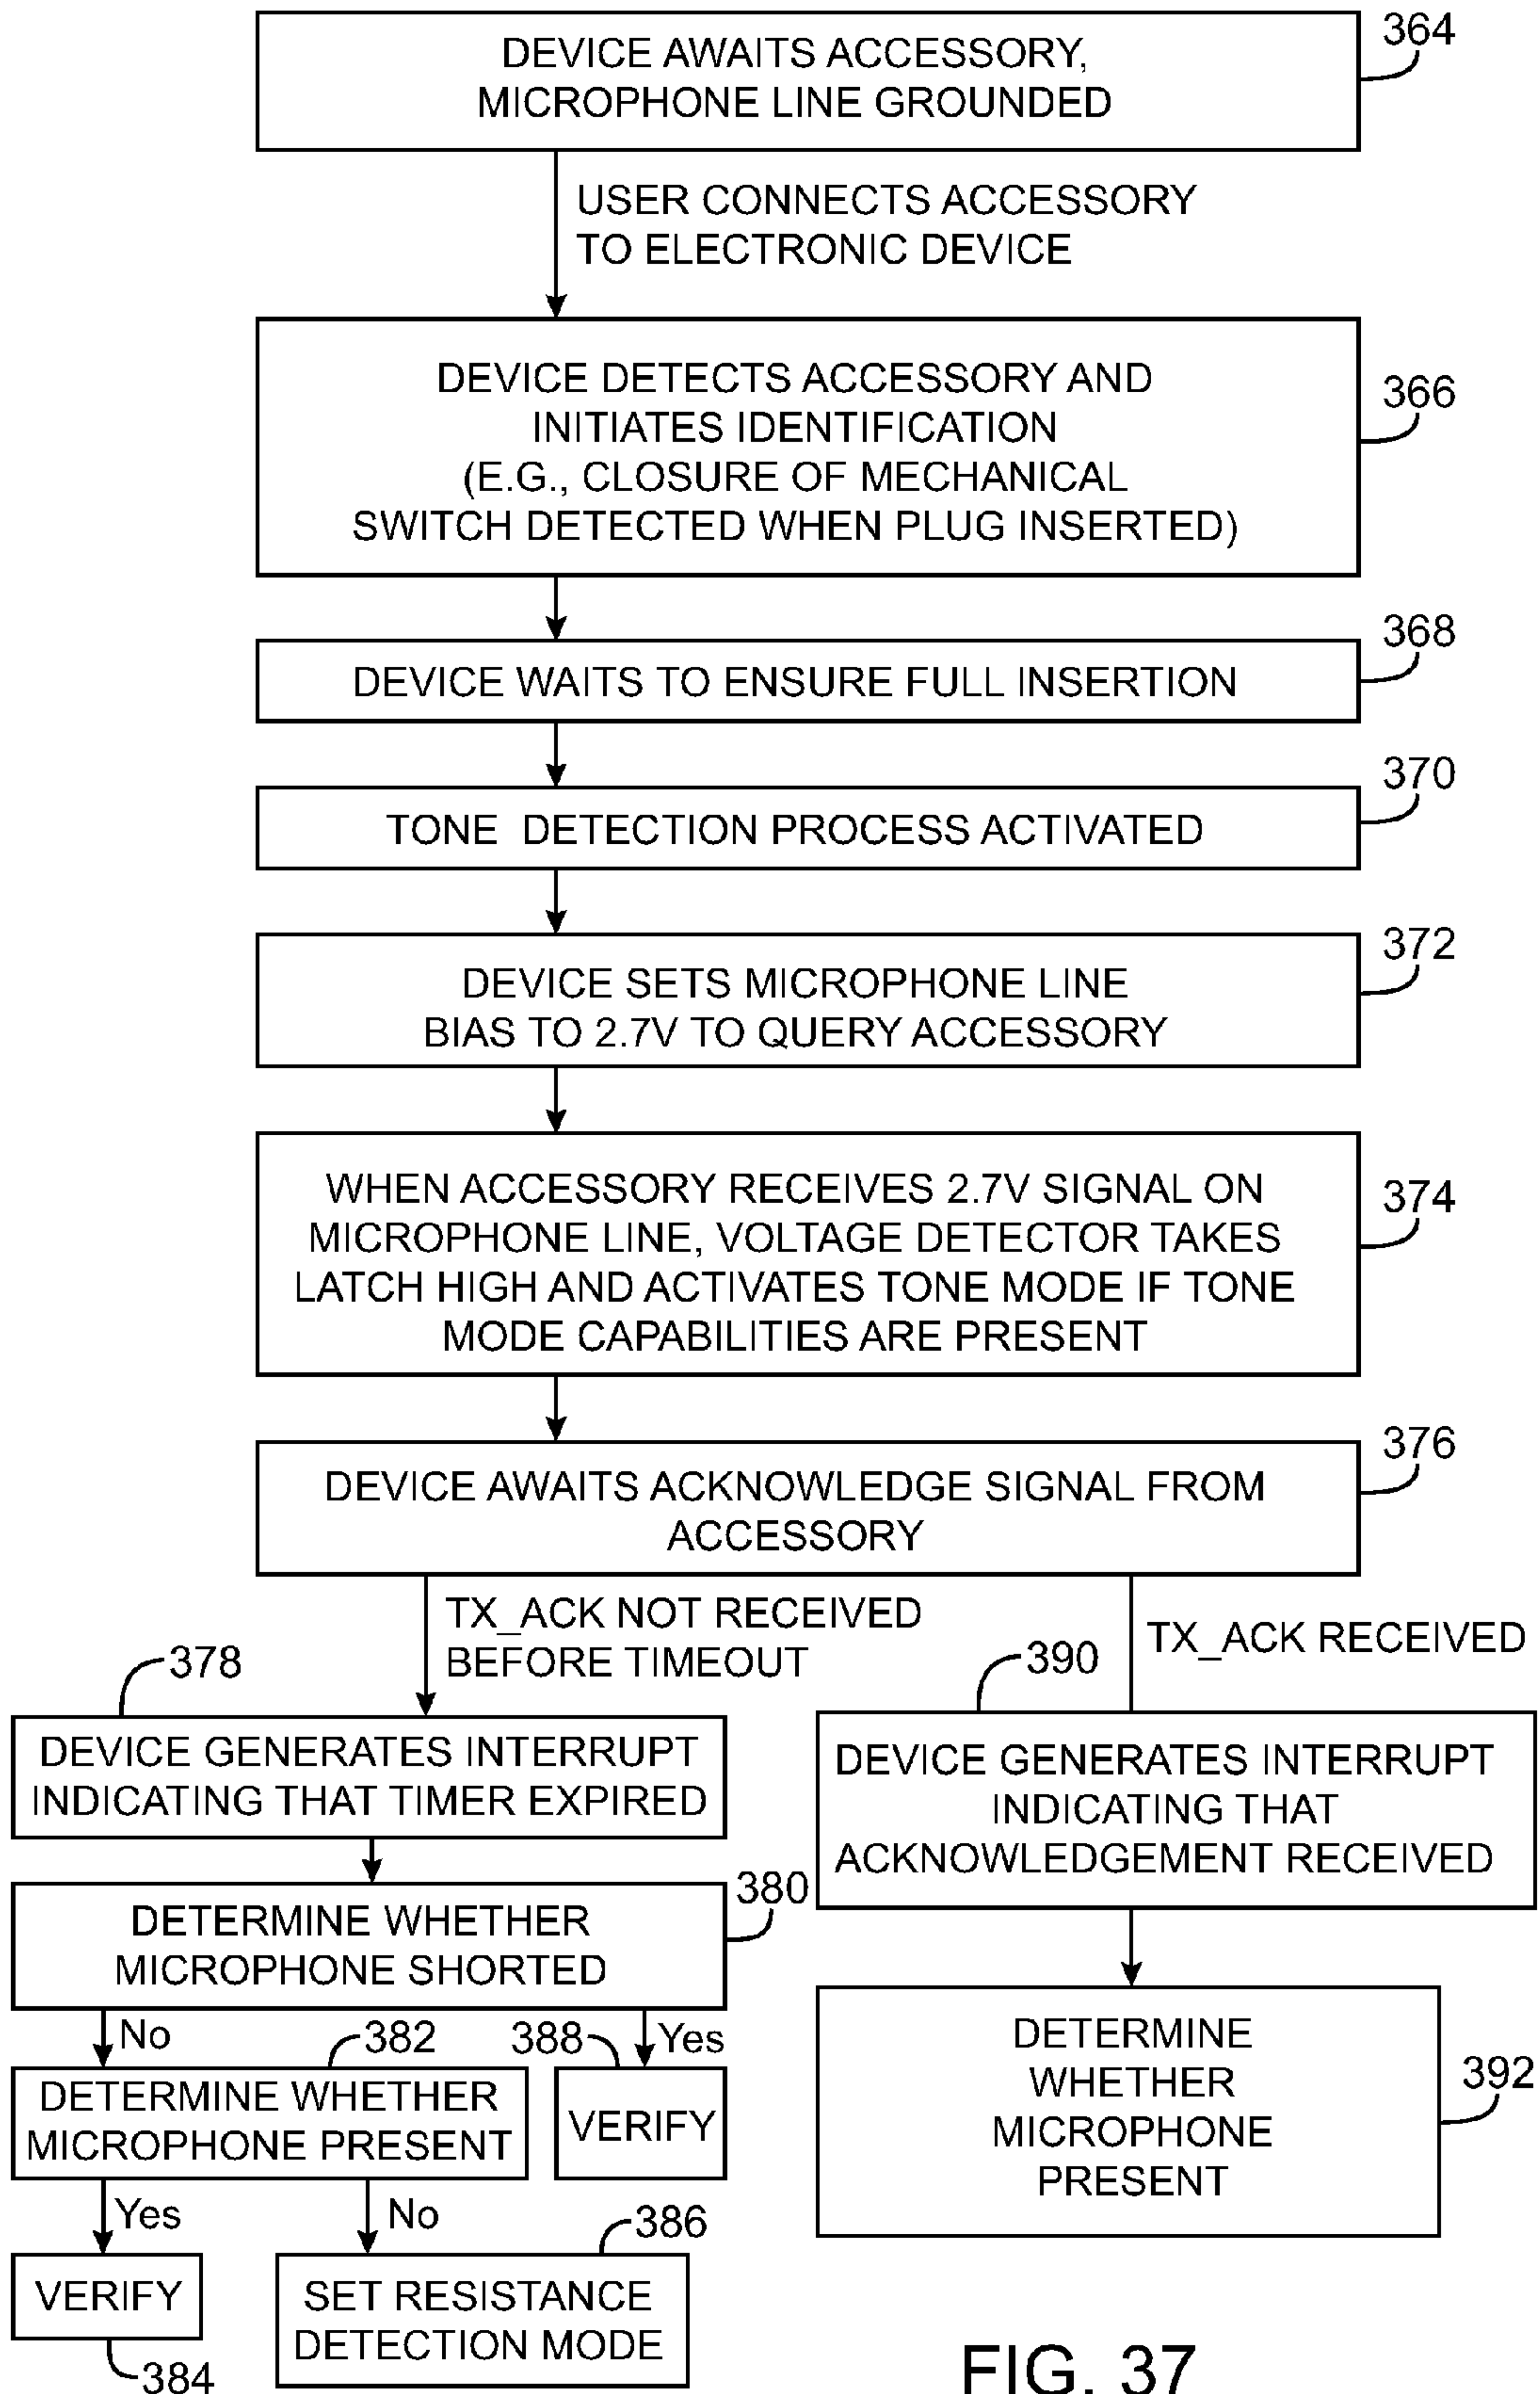 364
DEVICE AWAITS ACCESSORY,
MICROPHONE LINE GROUNDED
USER CONNECTS ACCESSORY
TO ELECTRONIC DEVICE
366
DEVICE DETECTS ACCESSORY AND
INITIATES IDENTIFICATION
(E.G., CLOSURE OF MECHANICAL
SWITCH DETECTED WHEN PLUG INSERTED)
368
DEVICE WAITS TO ENSURE FULL INSERTION
370
TONE DETECTION PROCESS ACTIVATED
372
DEVICE SETS MICROPHONE LINE
BIAS TO 2.7V TO QUERY ACCESSORY
374
WHEN ACCESSORY RECEIVES 2.7V SIGNAL ON
MICROPHONE LINE, VOLTAGE DETECTOR TAKES
LATCH HIGH AND ACTIVATES TONE MODE IF TONE
MODE CAPABILITIES ARE PRESENT
376
DEVICE AWAITS ACKNOWLEDGE SIGNAL FROM
ACCESSORY
TX_ACK NOT RECEIVED
BEFORE TIMEOUT
378
DEVICE GENERATES INTERRUPT
INDICATING THAT TIMER EXPIRED
380
DETERMINE WHETHER
MICROPHONE SHORTED
No
382
388
Yes
DETERMINE WHETHER
MICROPHONE PRESENT
VERIFY
Yes
No
386
VERIFY
384
SET RESISTANCE
DETECTION MODE
TX_ACK RECEIVED
390
DEVICE GENERATES INTERRUPT
INDICATING THAT
ACKNOWLEDGEMENT RECEIVED
DETERMINE
WHETHER
MICROPHONE
PRESENT
392
FIG. 37